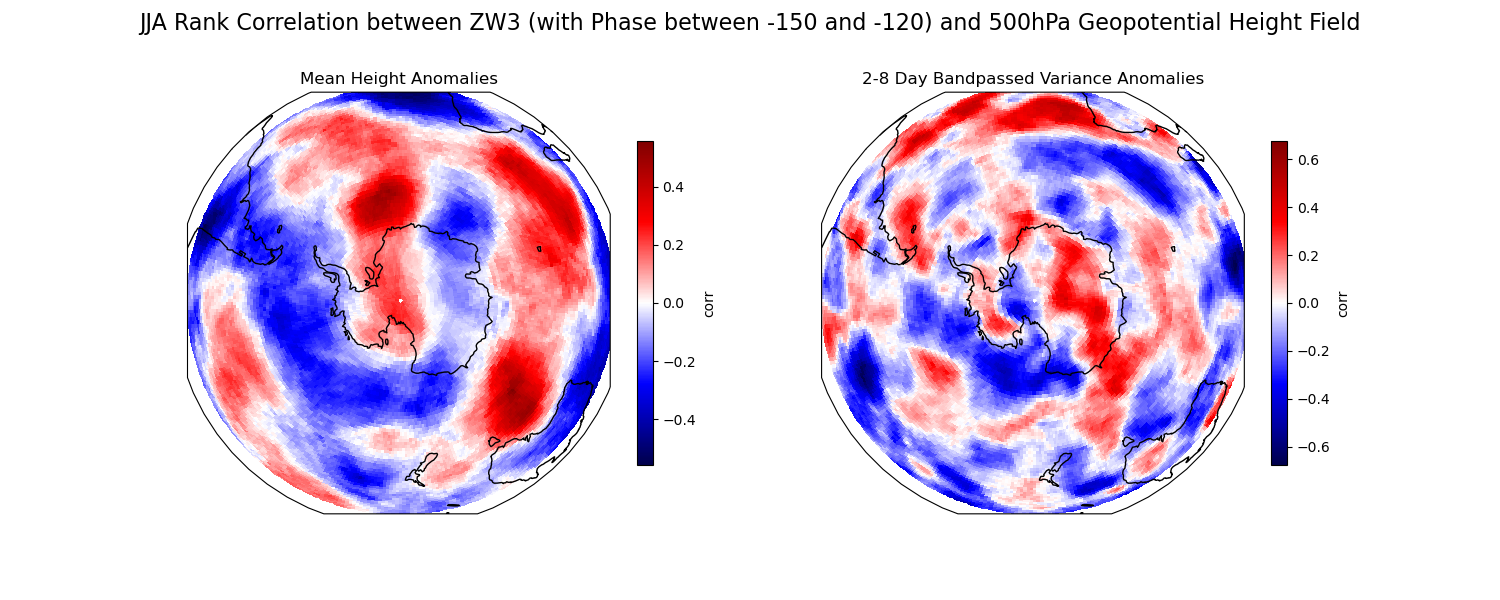 JJA Rank Correlation between ZW3 (with Phase between -150 and -120) and 500hPa Geopotential Height Field
Mean Height Anomalies
0.4
0.2
0.0
−0.2
−0.4
corr
2-8 Day Bandpassed Variance Anomalies
0.6
0.4
0.2
0.0
−0.2
−0.4
−0.6
corr